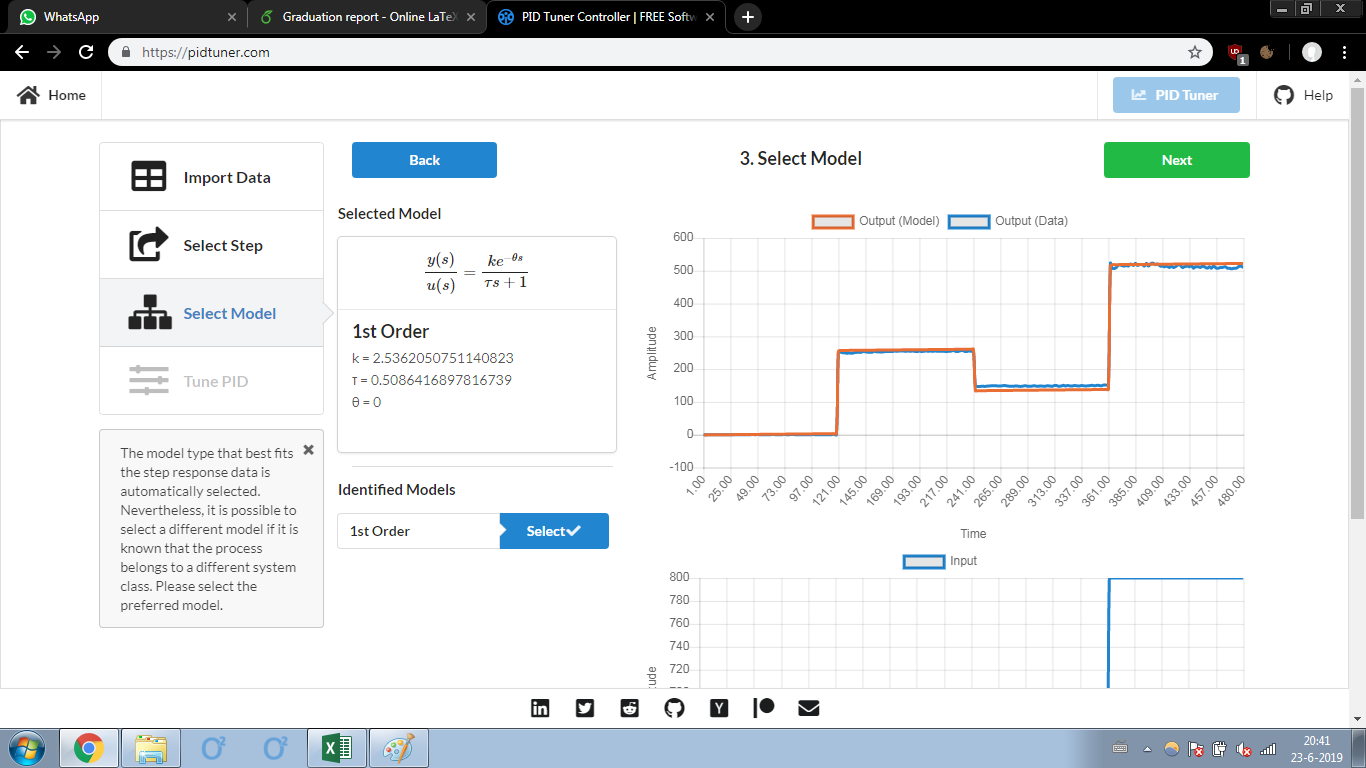 WhatsApp
Graduation report - Online LaTeX
PID Tuner Controller | FREE Softw
https://pidtuner.com
1
Home
PID Tuner
Help
Import Data
Select Step
Select Model
Tune PID
The model type that best fits
the step response data is
automatically selected.
Nevertheless, it is possible to
select a different model if it is
known that the process
belongs to a different system
class. Please select the
preferred model.
Back
3. Select Model
Next
Selected Model
y(s)/u(s) = ke^−θs/τs + 1
1st Order
k = 2.5362050751140823
τ = 0.5086416897816739
θ = 0
Identified Models
1st Order
Select
Output (Model) Output (Data)
600
500
400
300
200
100
0
-100
Amplitude
1.00 25.00 49.00 73.00 97.00 121.00 145.00 169.00 193.00 217.00 241.00 265.00 289.00 313.00 337.00 361.00 385.00 409.00 433.00 457.00 480.00
Time
Input
800
780
760
740
720
20:41
23-6-2019